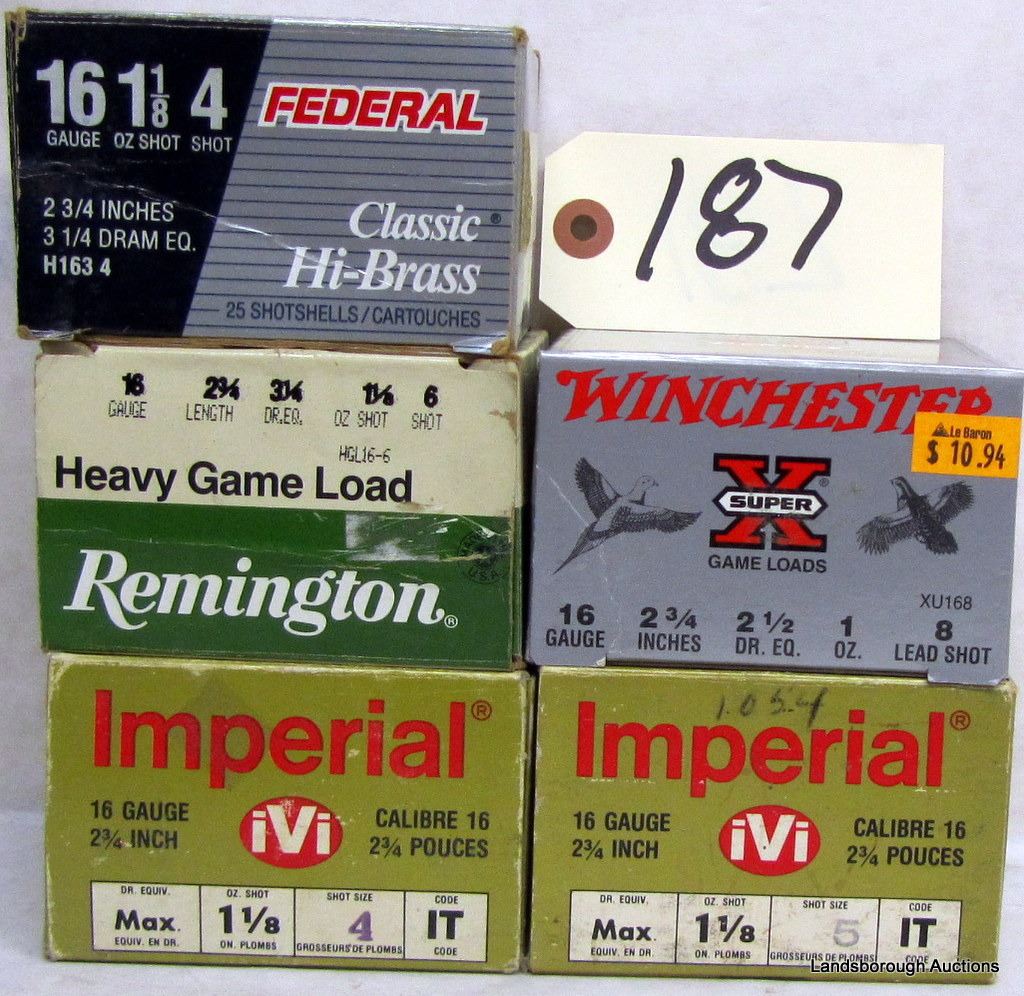 16 1 1/8 4
GAUGE OZ SHOT SHOT
FEDERAL
2 3/4 INCHES
3 1/4 DRAM EQ.
H163 4
Classic®
Hi-Brass
25 SHOTSHELLS/CARTOUCHES
187
16 2¾ 3¼ 1⅛ 6
GAUGE LENGTH DR.EQ. OZ SHOT SHOT
HGL16-6
Heavy Game Load
Remington®
WINCHESTER
Le Baron
$ 10.94
SUPER X®
GAME LOADS
XU168
16 2 3/4 2 1/2 1 8
GAUGE INCHES DR. EQ. OZ. LEAD SHOT
Imperial®
16 GAUGE
2¾ INCH
iVi
CALIBRE 16
2¾ POUCES
DR. EQUIV. OZ. SHOT SHOT SIZE CODE
Max. 1⅛ 4 IT
EQUIV. EN DR. ON. PLOMBS GROSSEURS DE PLOMBS CODE
1054
Imperial®
16 GAUGE
2¾ INCH
iVi
CALIBRE 16
2¾ POUCES
DR. EQUIV. OZ. SHOT SHOT SIZE CODE
Max. 1⅛ 5 IT
EQUIV. EN DR. ON. PLOMBS GROSSEURS DE PLOMBS CODE
Landsborough Auctions